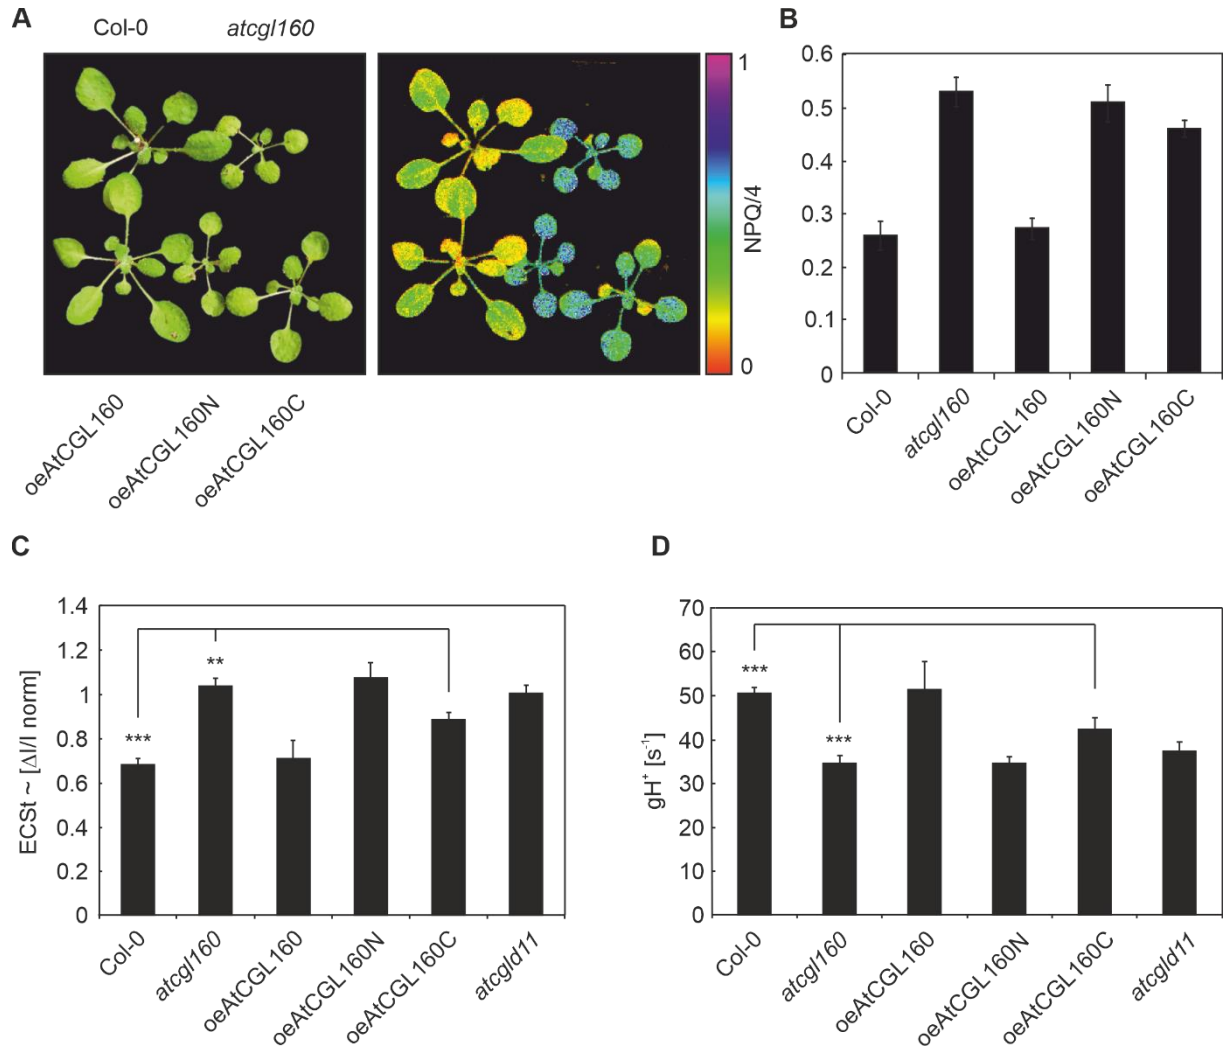 A
Col-0 atcgl160
1
NPQ/4
0
oeAtCGL160
oeAtCGL160N
oeAtCGL160C
B
0.6
0.5
0.4
0.3
0.2
0.1
0
Col-0
atcgl160
oeAtCGL160
oeAtCGL160N
oeAtCGL160C
C
ECSt ~ [ΔI/I norm]
1.4
1.2
1
0.8
0.6
0.4
0.2
0
***
**
Col-0
atcgl160
oeAtCGL160
oeAtCGL160N
oeAtCGL160C
atcgld11
D
gH⁺ [s⁻¹]
70
60
50
40
30
20
10
0
***
***
Col-0
atcgl160
oeAtCGL160
oeAtCGL160N
oeAtCGL160C
atcgld11